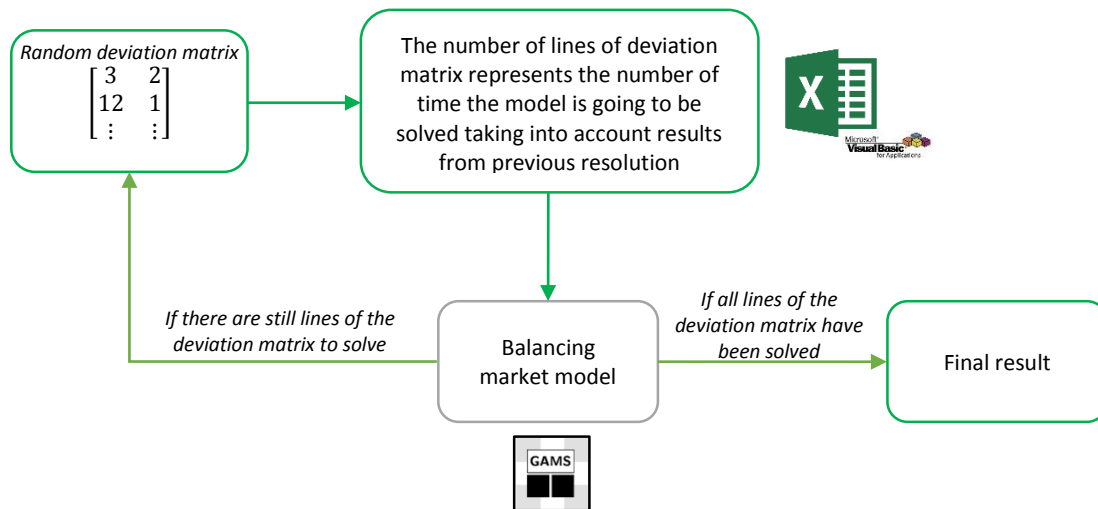 Random deviation matrix
3 2
12 1
⋮ ⋮
The number of lines of deviation
matrix represents the number of
time the model is going to be
solved taking into account results
from previous resolution
X
Microsoft
Visual Basic
for Applications
If there are still lines of the
deviation matrix to solve
Balancing
market model
If all lines of the
deviation matrix have
been solved
Final result
GAMS